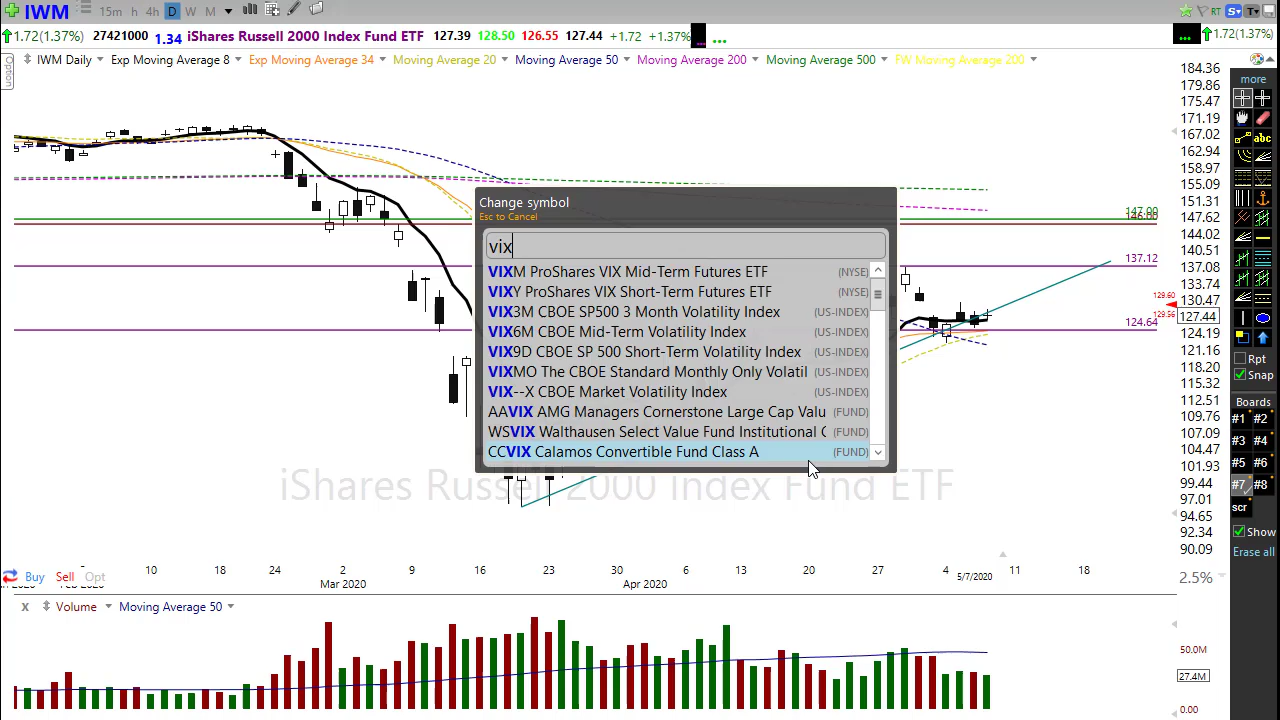 IWM 15m h 4h D W M RT S T
1.72(1.37%) 27421000 1.34 iShares Russell 2000 Index Fund ETF 127.39 128.50 126.55 127.44 +1.72 +1.37% ... ... ... 1.72(1.37%)
Option
IWM Daily Exp Moving Average 8 Exp Moving Average 34 Moving Average 20 Moving Average 50 Moving Average 200 Moving Average 500 FW Moving Average 200
184.36
179.86
175.47
171.19
167.02
162.94
158.97
155.09
151.31
147.62
144.02
140.51
137.08
133.74
130.47
127.44
124.19
121.16
118.20
115.32
112.51
109.76
107.09
104.48
101.93
99.44
97.01
94.65
92.34
90.09
147.00
146.00
137.12
129.60
129.56
124.64
Change symbol
Esc to Cancel
vix
VIXM ProShares VIX Mid-Term Futures ETF (NYSE)
VIXY ProShares VIX Short-Term Futures ETF (NYSE)
VIX3M CBOE SP500 3 Month Volatility Index (US-INDEX)
VIX6M CBOE Mid-Term Volatility Index (US-INDEX)
VIX9D CBOE SP 500 Short-Term Volatility Index (US-INDEX)
VIXMO The CBOE Standard Monthly Only Volatil (US-INDEX)
VIX--X CBOE Market Volatility Index (US-INDEX)
AAVIX AMG Managers Cornerstone Large Cap Valu (FUND)
WSVIX Walthausen Select Value Fund Institutional (FUND)
CCVIX Calamos Convertible Fund Class A (FUND)
iShares Russell 2000 Index Fund ETF
more
abc
Rpt
Snap
Boards
#1 #2
#3 #4
#5 #6
#7 #8
scr
Show
Erase all
Buy Sell Opt
10 18 24 2 9 16 23 6 13 20 27 4 5/7/2020 11 18
Mar 2020 Apr 2020
2.5%
x Volume Moving Average 50
50.0M
27.4M
0.00